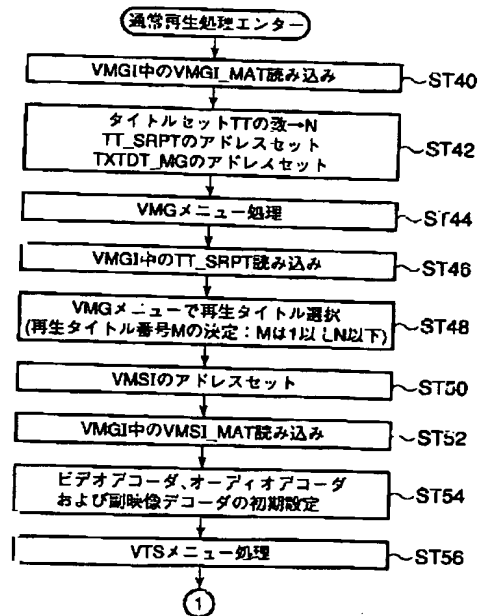 通常再生処理エンター
VMGI中のVMGI_MAT読み込み
ST40
タイトルセットTTの数→N
TT_SRPTのアドレスセット
TXTDT_MGのアドレスセット
ST42
VMGメニュー処理
ST44
VMGI中のTT_SRPT読み込み
ST46
VMGメニューで再生タイトル選択
(再生タイトル番号Mの決定：Mは1以上N以下)
ST48
VMSIのアドレスセット
ST50
VMGI中のVMSI_MAT読み込み
ST52
ビデオアコーダ、オーディオアコーダ
および副映像デコーダの初期設定
ST54
VTSメニュー処理
ST56
1